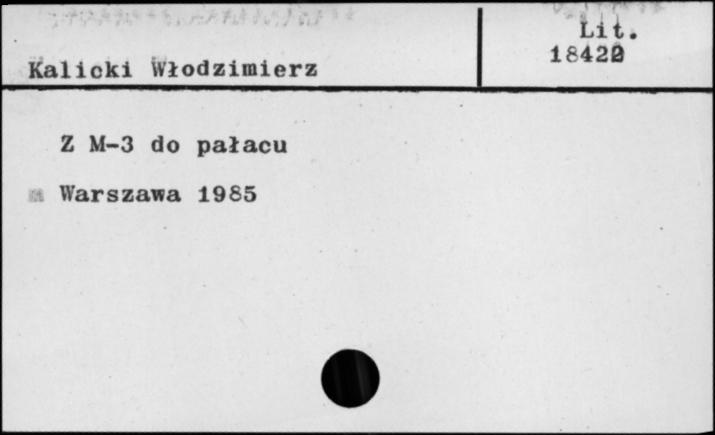 Lit.
Kalicki Włodzimierz
Z M-3 do pałacu
Warszawa 1985